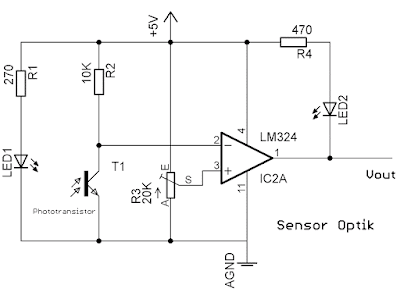 +5V
270
R1
10K
R2
470
R4
LED1
T1
Phototransistor
R3
20K
E
S
A
2
3
4
11
1
LM324
IC2A
LED2
Vout
Sensor Optik
AGND